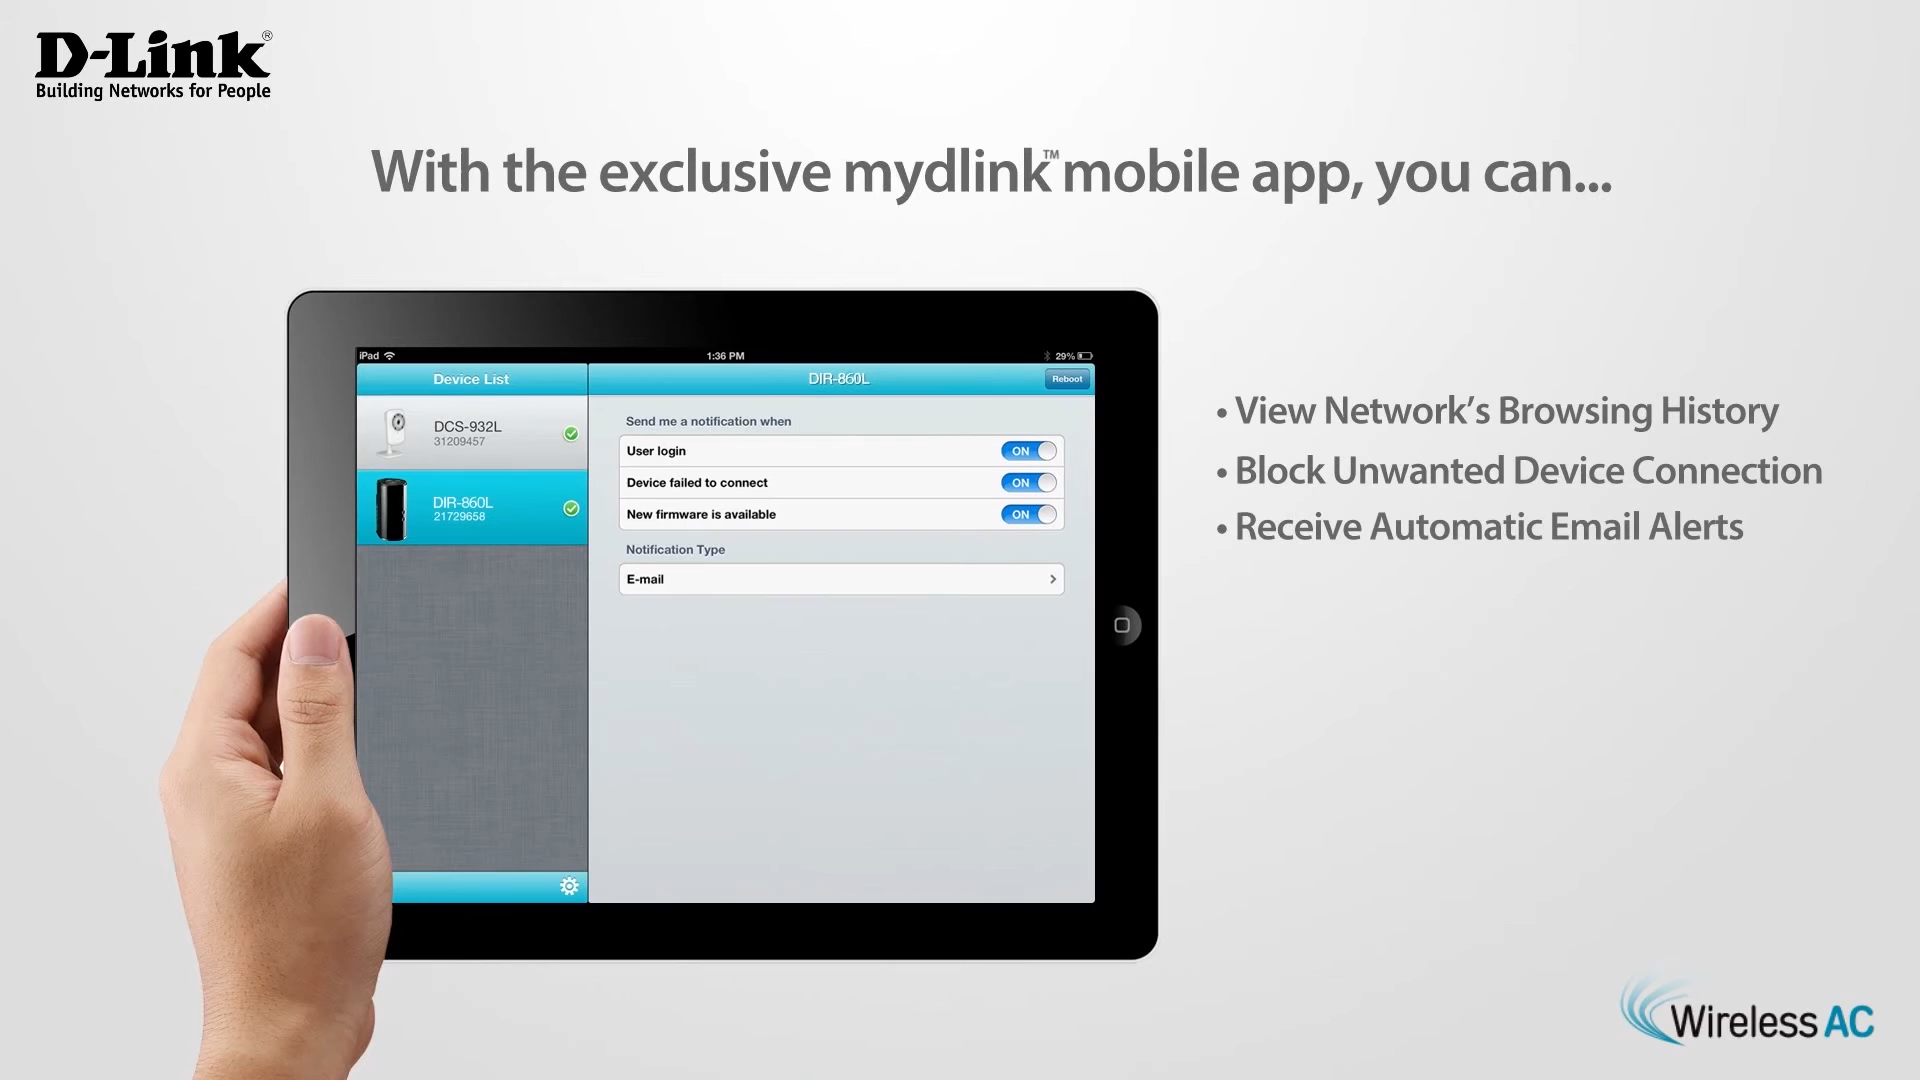 D-Link®
Building Networks for People
With the exclusive mydlink™ mobile app, you can...
iPad
1:36 PM
29%
Device List
DIR-860L
Reboot
DCS-932L
31209457
DIR-860L
21729658
Send me a notification when
User login
ON
Device failed to connect
ON
New firmware is available
ON
Notification Type
E-mail
• View Network’s Browsing History
• Block Unwanted Device Connection
• Receive Automatic Email Alerts
Wireless AC